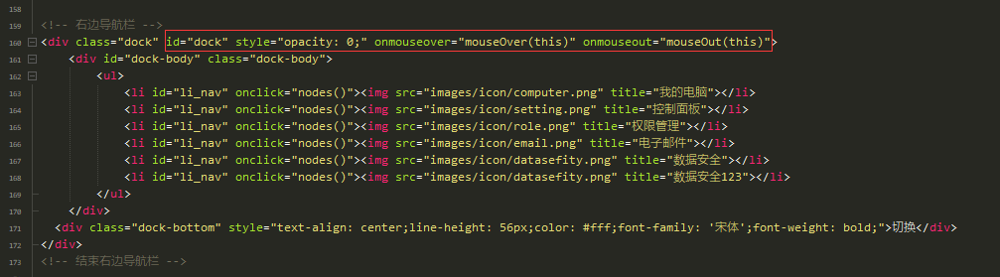 158
159 <!-- 右边导航栏 -->
160 <div class="dock" id="dock" style="opacity: 0;" onmouseover="mouseOver(this)" onmouseout="mouseOut(this)">
161 <div id="dock-body" class="dock-body">
162 <ul>
163 <li id="li_nav" onclick="nodes()"><img src="images/icon/computer.png" title="我的电脑"></li>
164 <li id="li_nav" onclick="nodes()"><img src="images/icon/setting.png" title="控制面板"></li>
165 <li id="li_nav" onclick="nodes()"><img src="images/icon/role.png" title="权限管理"></li>
166 <li id="li_nav" onclick="nodes()"><img src="images/icon/email.png" title="电子邮件"></li>
167 <li id="li_nav" onclick="nodes()"><img src="images/icon/datasefity.png" title="数据安全"></li>
168 <li id="li_nav" onclick="nodes()"><img src="images/icon/datasefity.png" title="数据安全123"></li>
169 </ul>
170 </div>
171 <div class="dock-bottom" style="text-align: center;line-height: 56px;color: #fff;font-family: '宋体';font-weight: bold;">切换</div>
172 </div>
173 <!-- 结束右边导航栏 -->